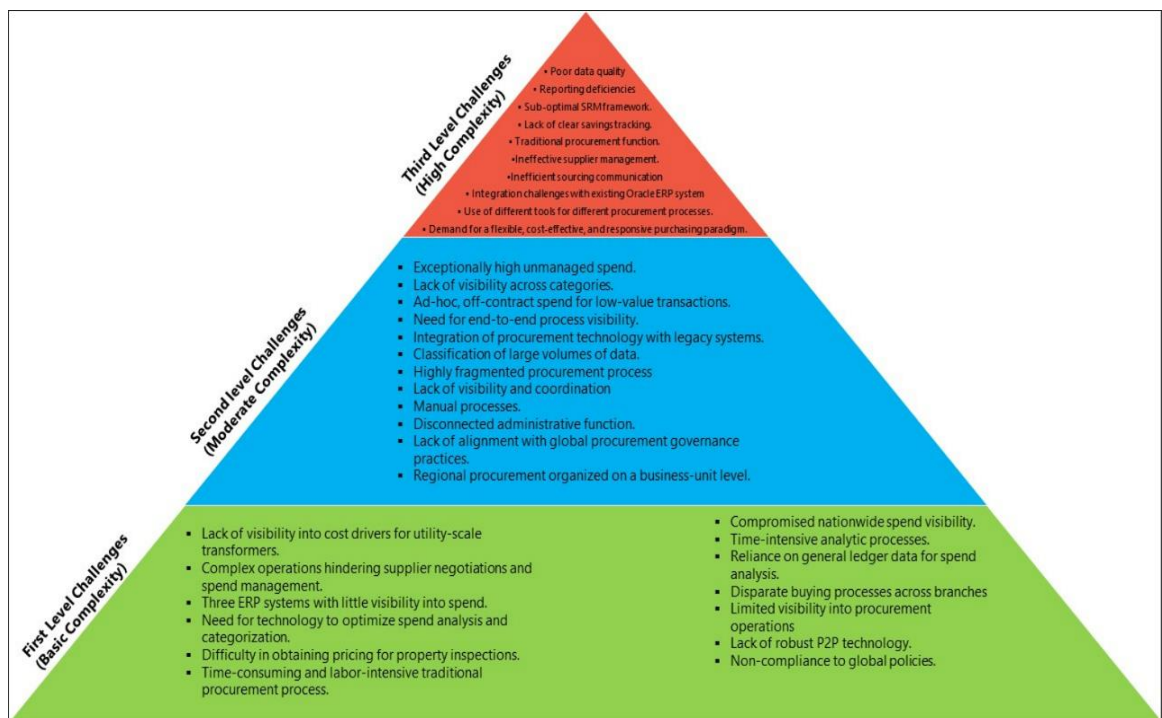 Third Level Challenges
(High Complexity)
• Poor data quality
• Reporting deficiencies
• Sub-optimal SRM framework.
• Lack of clear savings tracking.
• Traditional procurement function.
•Ineffective supplier management.
•Inefficient sourcing communication
• Integration challenges with existing Oracle ERP system
• Use of different tools for different procurement processes.
• Demand for a flexible, cost-effective, and responsive purchasing paradigm.
Second level Challenges
(Moderate Complexity)
▪ Exceptionally high unmanaged spend.
▪ Lack of visibility across categories.
▪ Ad-hoc, off-contract spend for low-value transactions.
▪ Need for end-to-end process visibility.
▪ Integration of procurement technology with legacy systems.
▪ Classification of large volumes of data.
▪ Highly fragmented procurement process
▪ Lack of visibility and coordination
▪ Manual processes.
▪ Disconnected administrative function.
▪ Lack of alignment with global procurement governance
practices.
▪ Regional procurement organized on a business-unit level.
First Level Challenges
(Basic Complexity)
▪ Lack of visibility into cost drivers for utility-scale
transformers.
▪ Complex operations hindering supplier negotiations and
spend management.
▪ Three ERP systems with little visibility into spend.
▪ Need for technology to optimize spend analysis and
categorization.
▪ Difficulty in obtaining pricing for property inspections.
▪ Time-consuming and labor-intensive traditional
procurement process.
▪ Compromised nationwide spend visibility.
▪ Time-intensive analytic processes.
▪ Reliance on general ledger data for spend
analysis.
▪ Disparate buying processes across branches
▪ Limited visibility into procurement
operations
▪ Lack of robust P2P technology.
▪ Non-compliance to global policies.